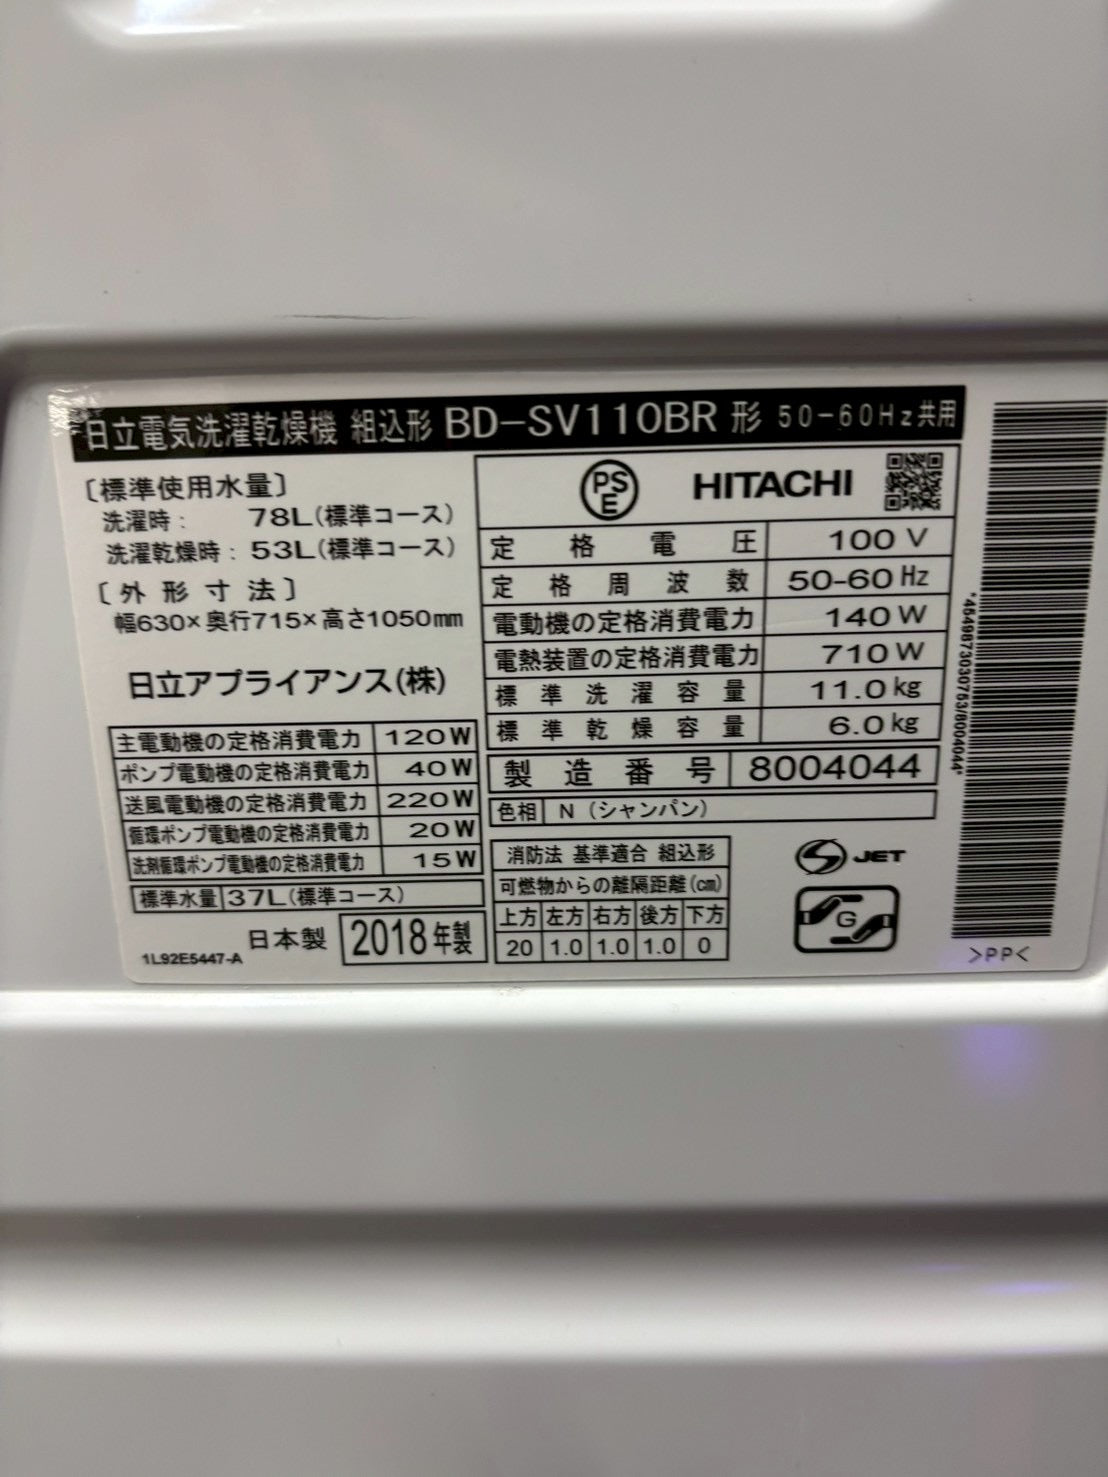 日立電気洗濯乾燥機 組込形 BD-SV110BR 形 50-60Hz共用
〔標準使用水量〕
洗濯時: 78L(標準コース)
洗濯乾燥時: 53L(標準コース)
〔外形寸法〕
幅630×奥行715×高さ1050mm
日立アプライアンス(株)
主電動機の定格消費電力 120W
ポンプ電動機の定格消費電力 40W
送風電動機の定格消費電力 220W
循環ポンプ電動機の定格消費電力 20W
洗剤循環ポンプ電動機の定格消費電力 15W
標準水量 37L(標準コース)
1L92E5447-A 日本製 2018年製
PSE HITACHI
定格電圧 100V
定格周波数 50-60Hz
電動機の定格消費電力 140W
電熱装置の定格消費電力 710W
標準洗濯容量 11.0kg
標準乾燥容量 6.0kg
製造番号 8004044
色相 N(シャンパン)
消防法 基準適合 組込形
可燃物からの離隔距離(cm)
上方 左方 右方 後方 下方
20 1.0 1.0 1.0 0
S JET
G
*4549873030753/8004044*
>PP<